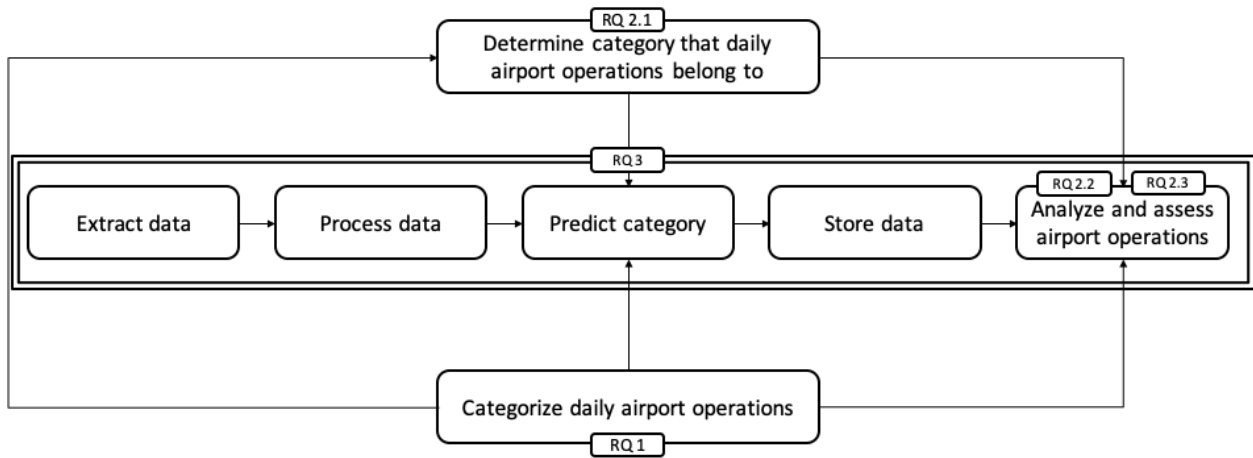 RQ 2.1
Determine category that daily
airport operations belong to
RQ 3
Extract data
Process data
Predict category
Store data
RQ 2.2
RQ 2.3
Analyze and assess
airport operations
Categorize daily airport operations
RQ 1